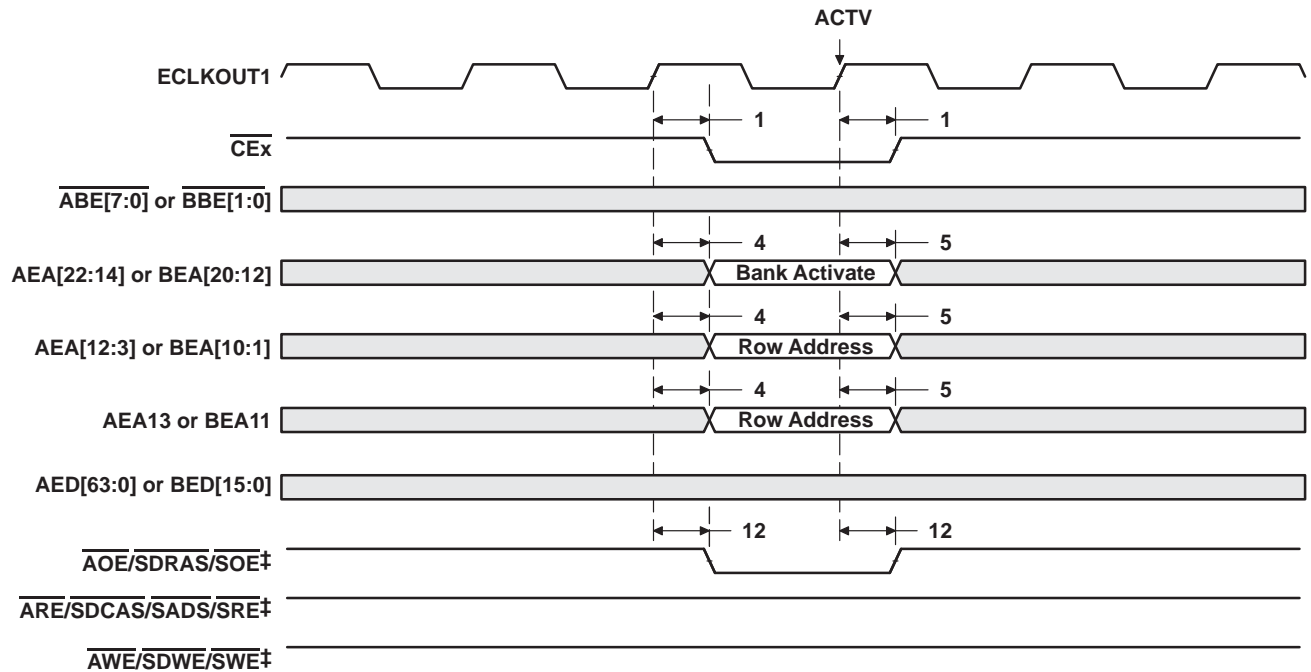 ACTV
ECLKOUT1
1 1
CEx
ABE[7:0] or BBE[1:0]
4 5
AEA[22:14] or BEA[20:12] Bank Activate
4 5
AEA[12:3] or BEA[10:1] Row Address
4 5
AEA13 or BEA11 Row Address
AED[63:0] or BED[15:0]
12 12
AOE/SDRAS/SOE‡
ARE/SDCAS/SADS/SRE‡
AWE/SDWE/SWE‡